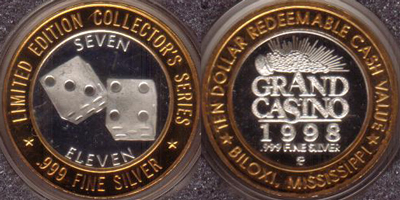 LIMITED EDITION COLLECTOR'S SERIES
SEVEN
ELEVEN
.999 FINE SILVER
TEN DOLLAR REDEEMABLE CASH VALUE
GRAND
CASINO
1998
.999 FINE SILVER
BILOXI, MISSISSIPPI